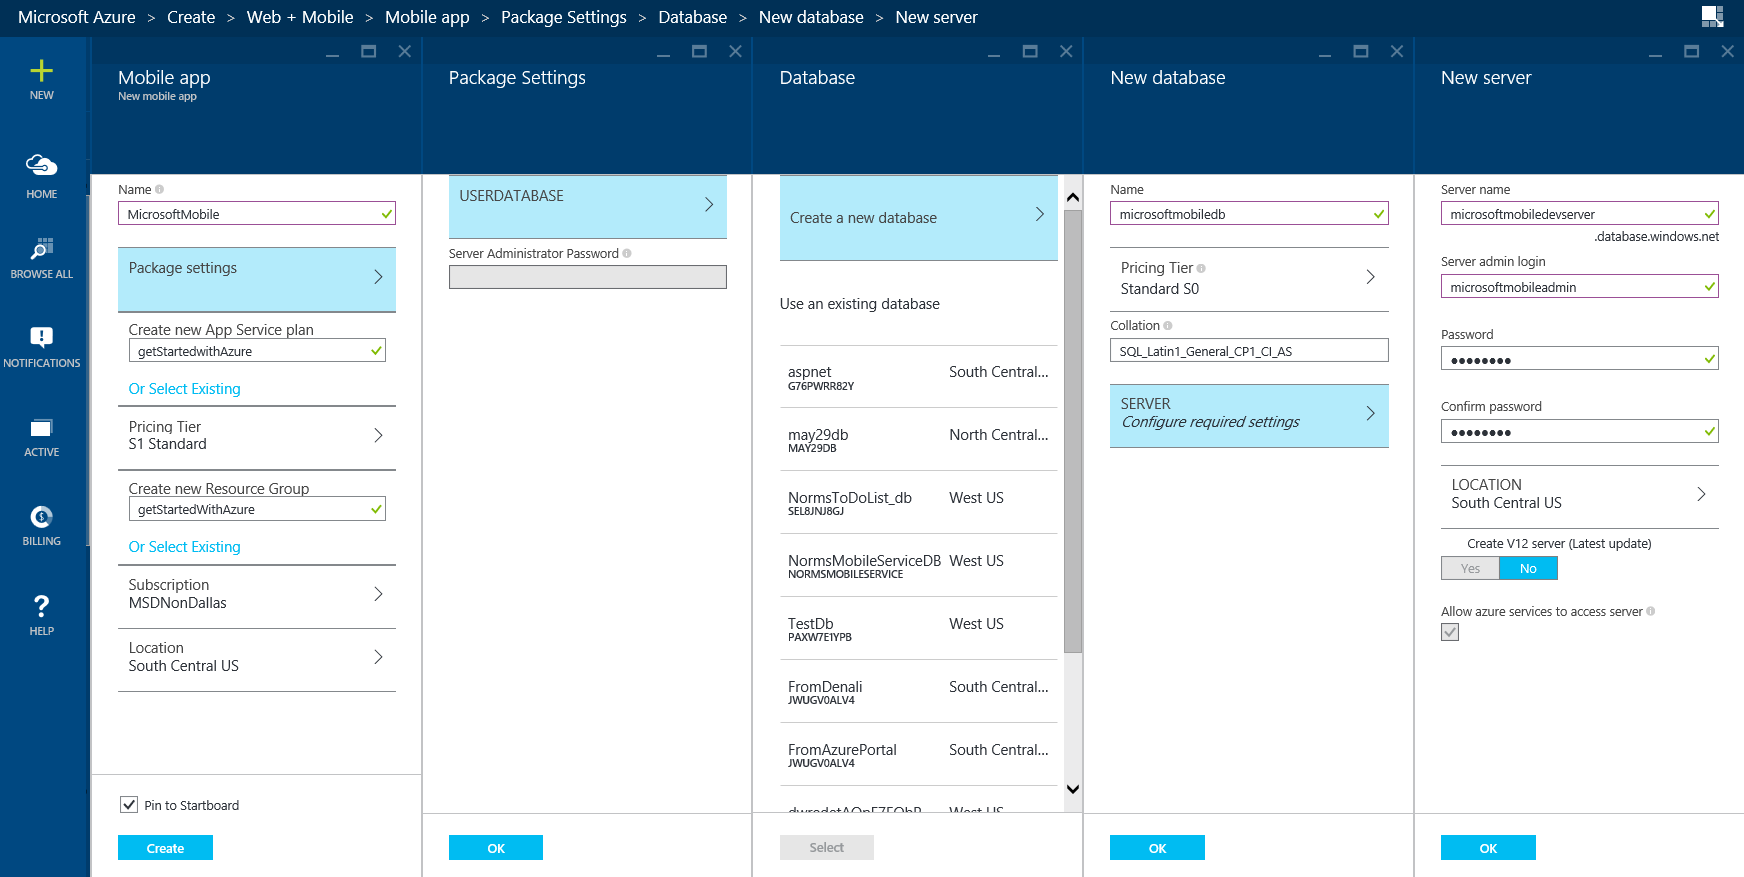 Microsoft Azure > Create > Web + Mobile > Mobile app > Package Settings > Database > New database > New server
NEW
HOME
BROWSE ALL
NOTIFICATIONS
ACTIVE
BILLING
HELP
Mobile app
New mobile app
Name
MicrosoftMobile
Package settings
Create new App Service plan
getStartedwithAzure
Or Select Existing
Pricing Tier
S1 Standard
Create new Resource Group
getStartedWithAzure
Or Select Existing
Subscription
MSDNonDallas
Location
South Central US
Pin to Startboard
Create
Package Settings
USERDATABASE
Server Administrator Password
OK
Database
Create a new database
Use an existing database
aspnet South Central...
G76PWRR82Y
may29db North Central...
MAY29DB
NormsToDoList_db West US
SEL8JNJ8GJ
NormsMobileServiceDB West US
NORMSMOBILESERVICE
TestDb West US
PAXW7E1YPB
FromDenali South Central...
JWUGV0ALV4
FromAzurePortal South Central...
JWUGV0ALV4
West US
Select
New database
Name
microsoftmobiledb
Pricing Tier
Standard S0
Collation
SQL_Latin1_General_CP1_CI_AS
SERVER
Configure required settings
OK
New server
Server name
microsoftmobiledevserver
.database.windows.net
Server admin login
microsoftmobileadmin
Password
●●●●●●●●
Confirm password
●●●●●●●●
LOCATION
South Central US
Create V12 server (Latest update)
Yes No
Allow azure services to access server
OK